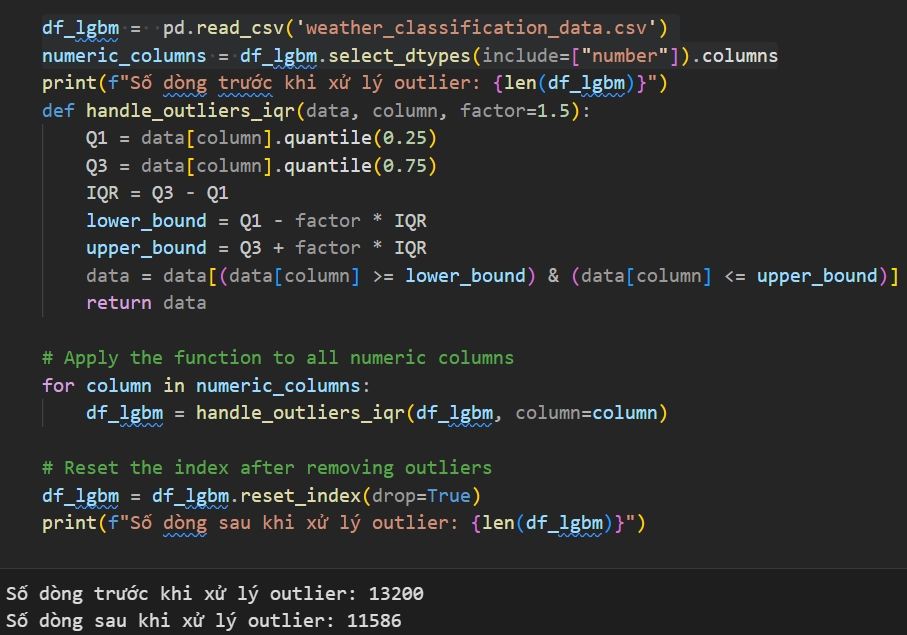 df_lgbm = pd.read_csv('weather_classification_data.csv')
numeric_columns = df_lgbm.select_dtypes(include=["number"]).columns
print(f"Số dòng trước khi xử lý outlier: {len(df_lgbm)}")
def handle_outliers_iqr(data, column, factor=1.5):
    Q1 = data[column].quantile(0.25)
    Q3 = data[column].quantile(0.75)
    IQR = Q3 - Q1
    lower_bound = Q1 - factor * IQR
    upper_bound = Q3 + factor * IQR
    data = data[(data[column] >= lower_bound) & (data[column] <= upper_bound)]
    return data
# Apply the function to all numeric columns
for column in numeric_columns:
    df_lgbm = handle_outliers_iqr(df_lgbm, column=column)
# Reset the index after removing outliers
df_lgbm = df_lgbm.reset_index(drop=True)
print(f"Số dòng sau khi xử lý outlier: {len(df_lgbm)}")
Số dòng trước khi xử lý outlier: 13200
Số dòng sau khi xử lý outlier: 11586